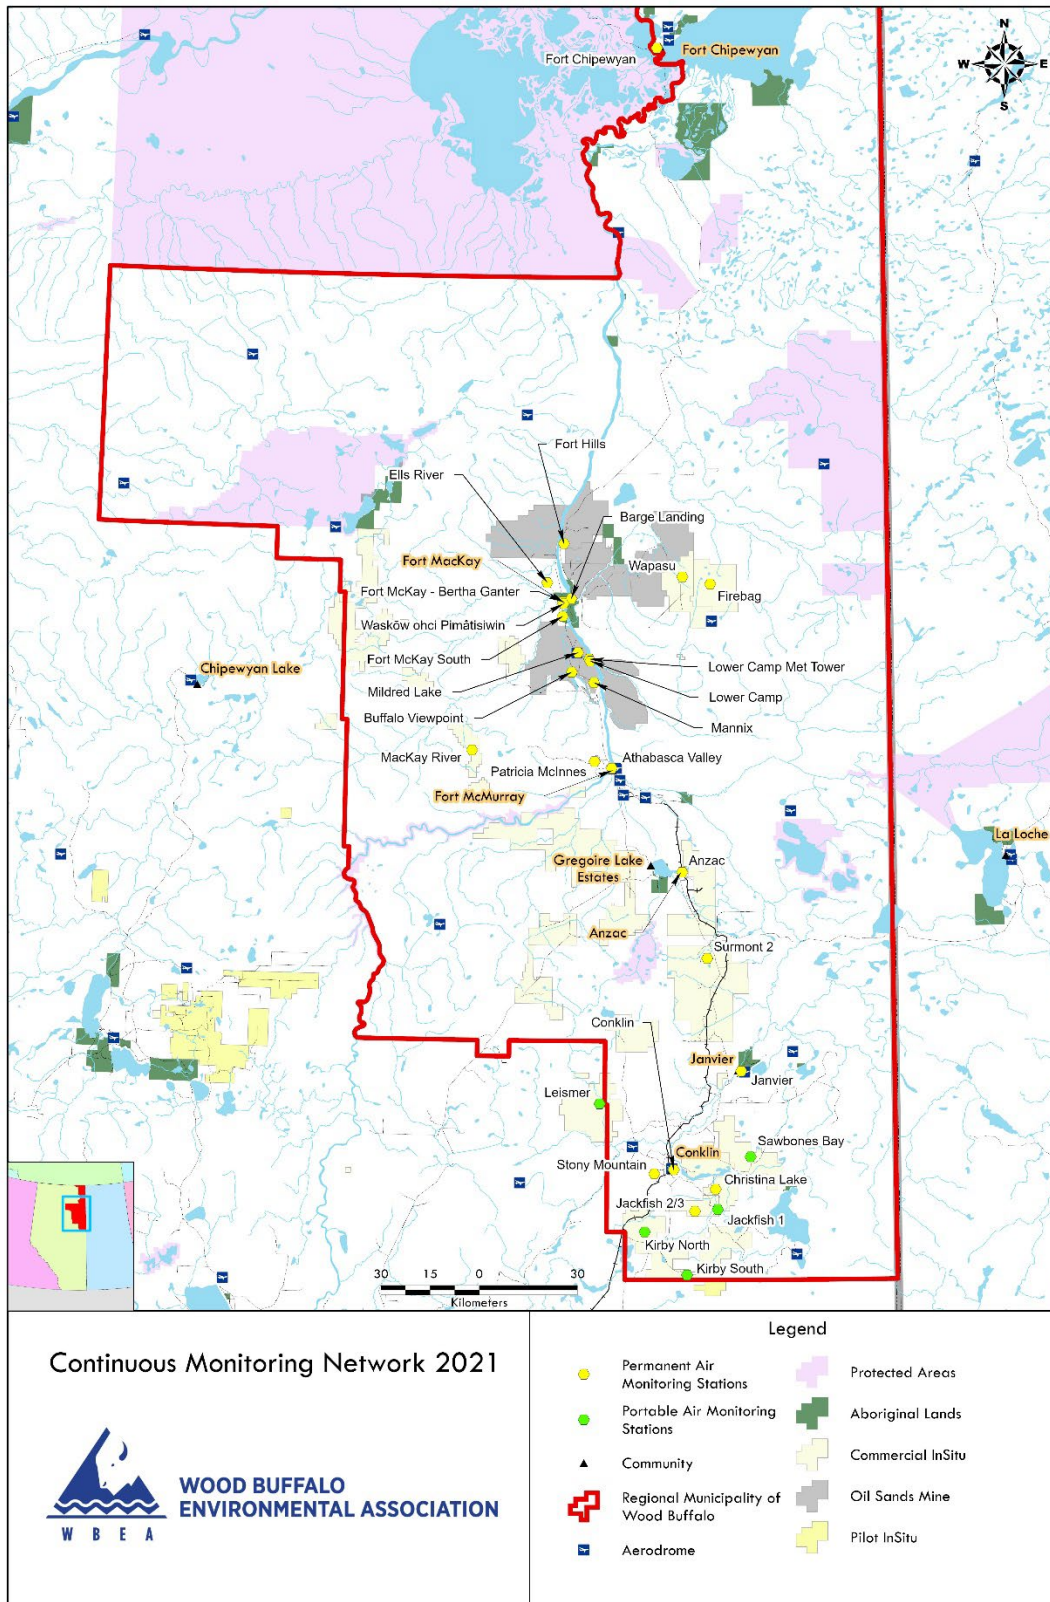 N
W E
S
Fort Chipewyan
Fort Chipewyan
Fort Hills
Ells River
Barge Landing
Fort MacKay
Wapasu
Firebag
Fort McKay - Bertha Ganter
Waskōw ohci Pimâtisiwin
Fort McKay South
Chipewyan Lake
Lower Camp Met Tower
Mildred Lake
Lower Camp
Buffalo Viewpoint
Mannix
MacKay River
Athabasca Valley
Patricia McInnes
Fort McMurray
La Loche
Gregoire Lake
Estates
Anzac
Anzac
Surmont 2
Conklin
Janvier
Janvier
Leismer
Sawbones Bay
Conklin
Stony Mountain
Christina Lake
Jackfish 2/3
Jackfish 1
Kirby North
Kirby South
30 15 0 30
Kilometers
Continuous Monitoring Network 2021
WBEA
WOOD BUFFALO
ENVIRONMENTAL ASSOCIATION
Legend
Permanent Air
Monitoring Stations
Portable Air Monitoring
Stations
Community
Regional Municipality of
Wood Buffalo
Aerodrome
Protected Areas
Aboriginal Lands
Commercial InSitu
Oil Sands Mine
Pilot InSitu